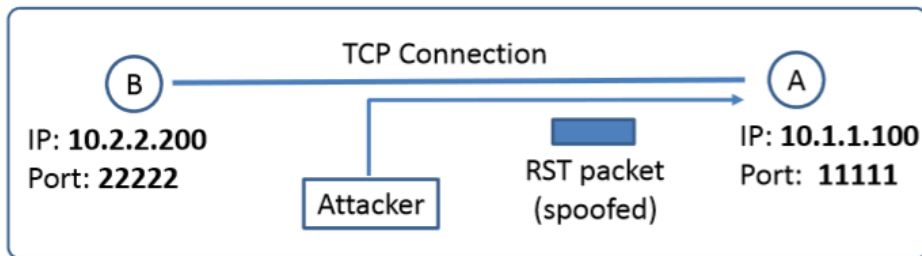 TCP Connection
B
A
IP: 10.2.2.200
Port: 22222
Attacker
RST packet
(spoofed)
IP: 10.1.1.100
Port: 11111